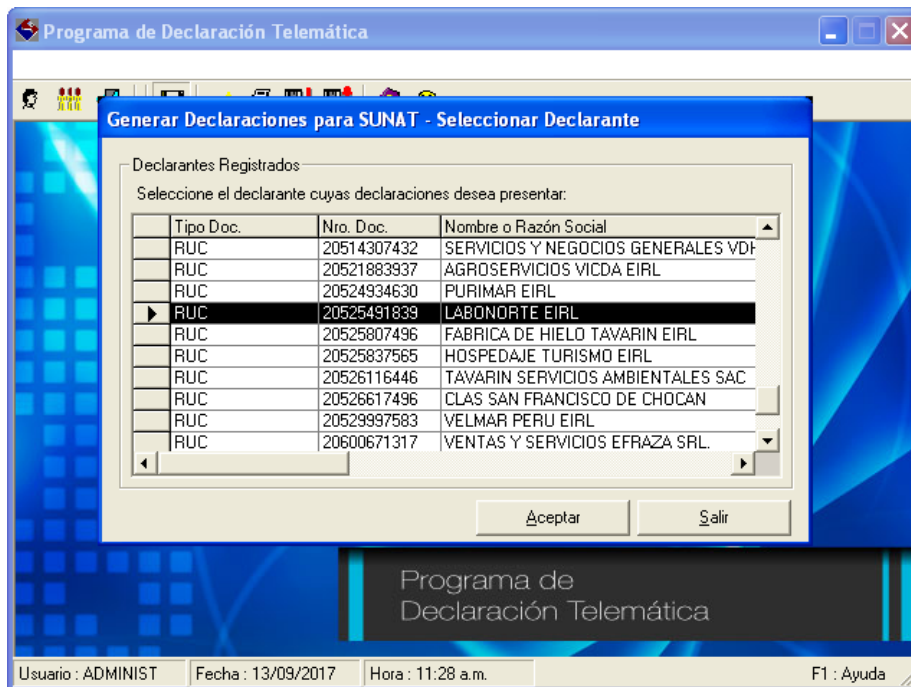 Programa de Declaración Telemática
Generar Declaraciones para SUNAT - Seleccionar Declarante
Declarantes Registrados
Seleccione el declarante cuyas declaraciones desea presentar:
Tipo Doc. Nro. Doc. Nombre o Razón Social
RUC 20514307432 SERVICIOS Y NEGOCIOS GENERALES
RUC 20521883937 AGROSERVICIOS VICDA EIRL
RUC 20524934630 PURIMAR EIRL
RUC 20525491839 LABONORTE EIRL
RUC 20525807496 FABRICA DE HIELO TAVARIN EIRL
RUC 20525837565 HOSPEDAJE TURISMO EIRL
RUC 20526116446 TAVARIN SERVICIOS AMBIENTALES SAC
RUC 20526617496 CLAS SAN FRANCISCO DE CHOCAN
RUC 20529997583 VELMAR PERU EIRL
RUC 20600671317 VENTAS Y SERVICIOS EFRAZA SRL.
Aceptar Salir
Programa de
Declaración Telemática
Usuario : ADMINIST Fecha : 13/09/2017 Hora : 11:28 a.m. F1 : Ayuda